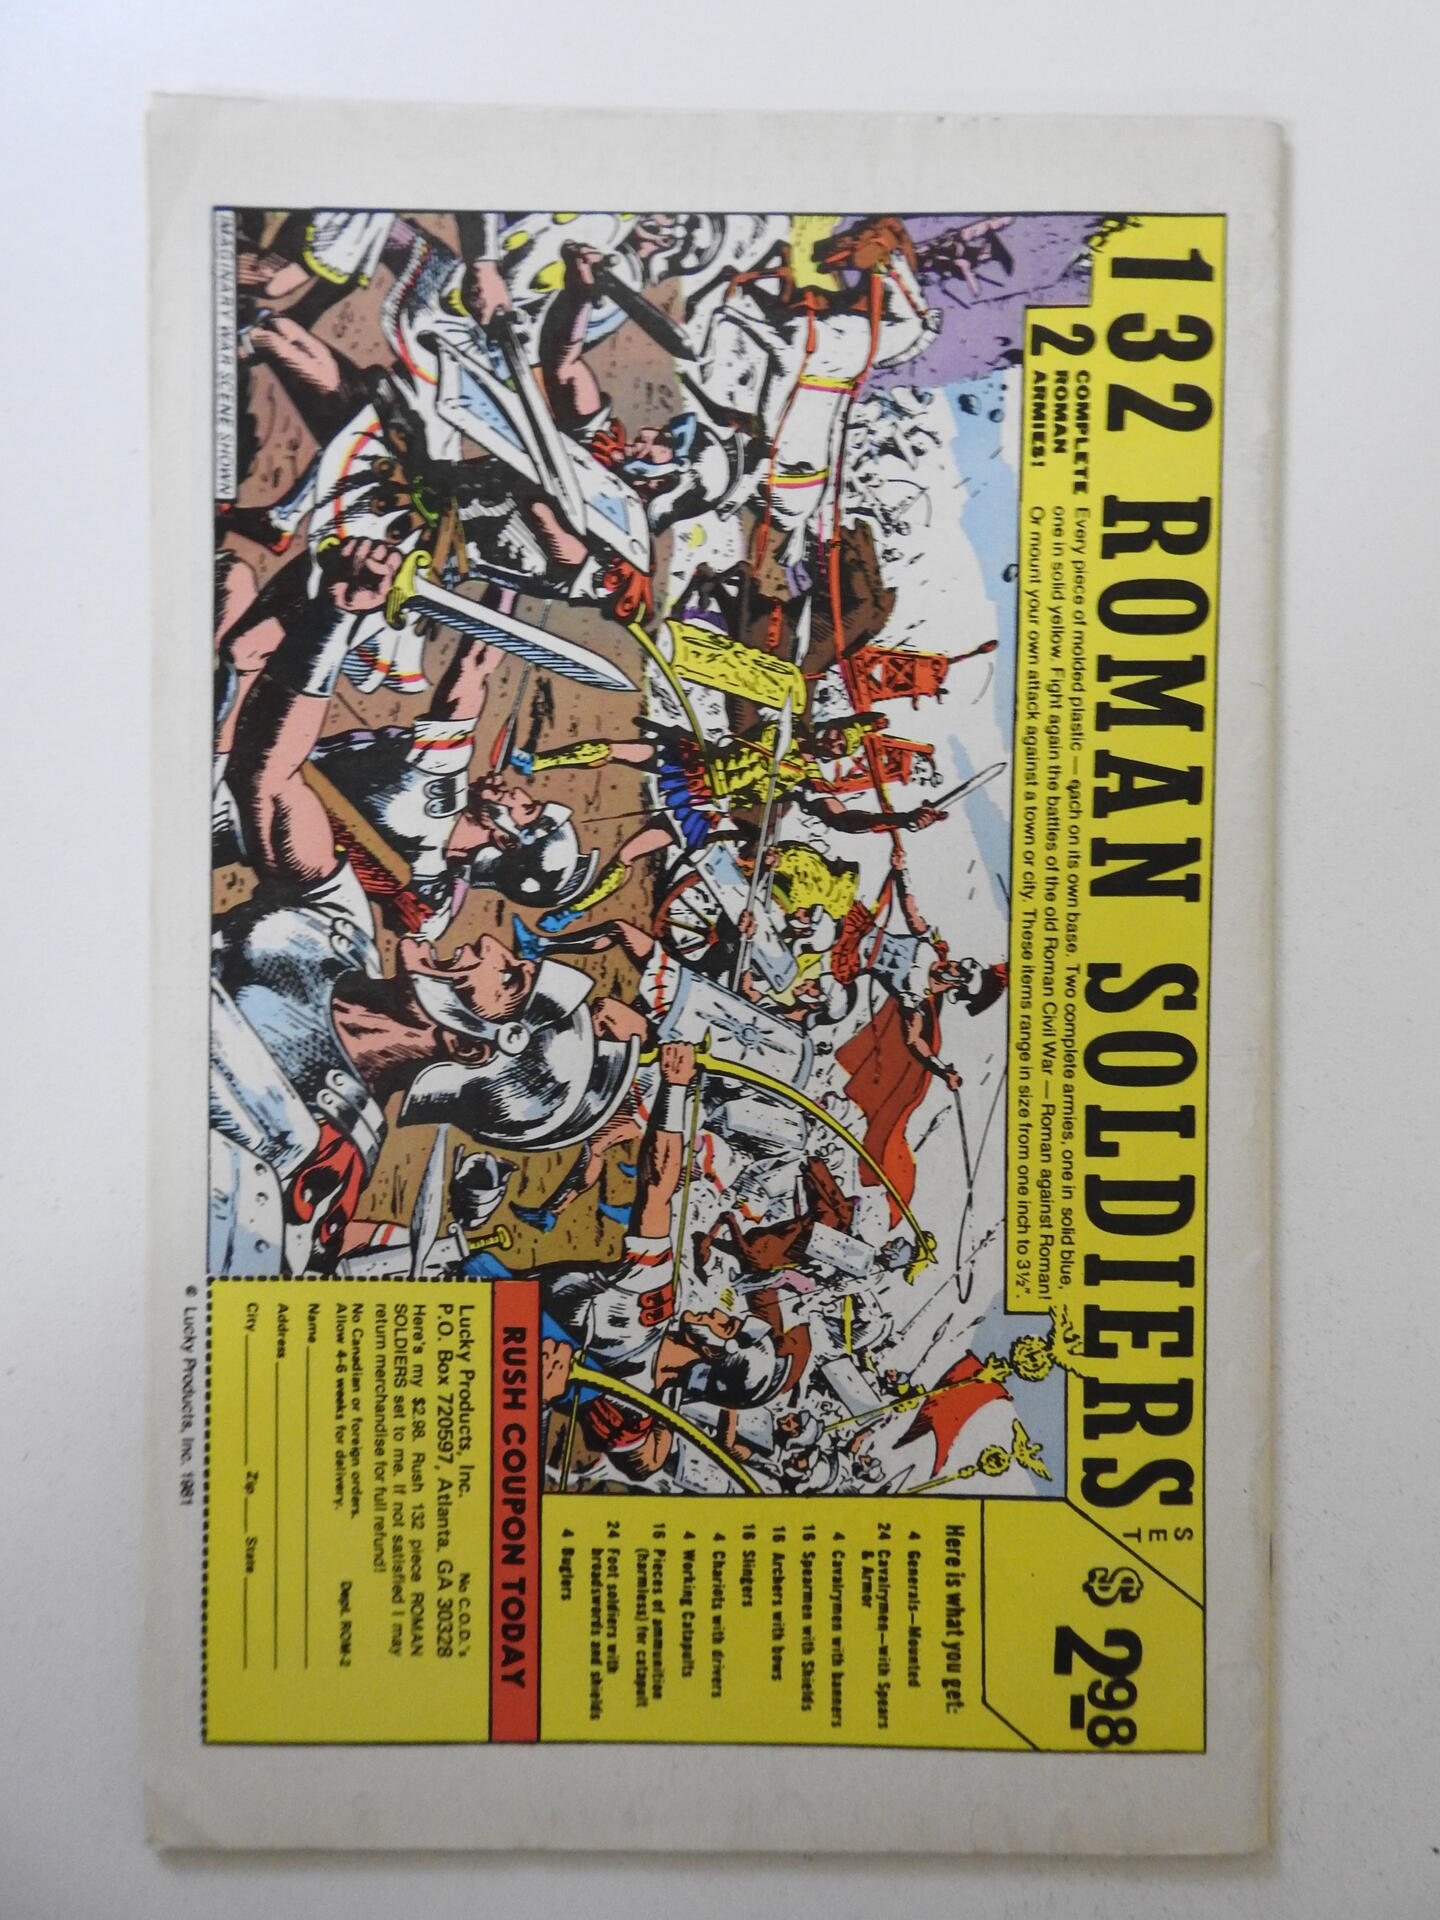 132 ROMAN SOLDIERS SET $2.98
2 COMPLETE ROMAN ARMIES!
Every piece of molded plastic — each on its own base. Two complete armies, one in solid blue,
one in solid yellow. Fight again the battles of the old Roman Civil War — Roman against Roman!
Or mount your own attack against a town or city. These items range in size from one inch to 3½".
Here is what you get:
4 Generals—Mounted
24 Cavalrymen—with Spears
& Armor
4 Cavalrymen with banners
16 Spearmen with Shields
16 Archers with bows
16 Slingers
4 Chariots with drivers
4 Working Catapults
16 Pieces of ammunition
(harmless) for catapult
24 Foot soldiers with
broadswords and shields
4 Buglers
IMAGINARY WAR SCENE SHOWN
RUSH COUPON TODAY
Lucky Products, Inc. No C.O.D.'s
P.O. Box 720597, Atlanta, GA 30328
Here's my $2.98. Rush 132 piece ROMAN
SOLDIERS set to me. If not satisfied I may
return merchandise for full refund!
No Canadian or foreign orders.
Allow 4-6 weeks for delivery. Dept. ROM-2
Name
Address
City Zip State
© Lucky Products, Inc. 1981